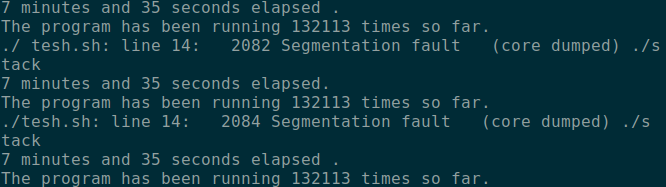 7 minutes and 35 seconds elapsed .
The program has been running 132113 times so far.
./ tesh.sh: line 14:   2082 Segmentation fault   (core dumped) ./s
tack
7 minutes and 35 seconds elapsed.
The program has been running 132113 times so far.
./tesh.sh: line 14:   2084 Segmentation fault   (core dumped) ./s
tack
7 minutes and 35 seconds elapsed .
The program has been running 132113 times so far.